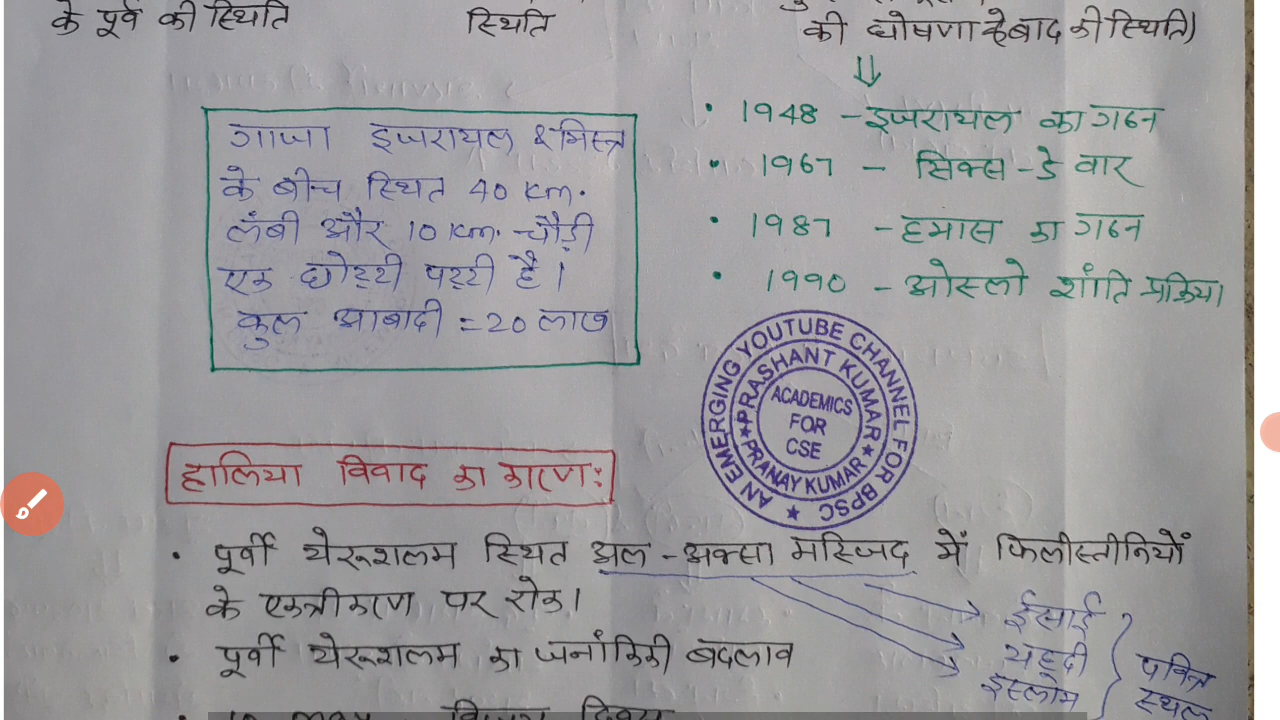 के पूर्व की स्थिति
स्थिति
की घोषणा के बाद की स्थिति)
गाजा इजरायल & मिस्त्र
के बीच स्थित 40 km.
लंबी और 10 km. चौड़ी
एक छोट्टी पट्टी है।
कुल आबादी = 20 लाख
• 1948 - इजरायल का गठन
• 1967 - सिक्स-डे वार
• 1987 - हमास का गठन
• 1990 - ओस्लो शांति प्रक्रिया
AN EMERGING YOUTUBE CHANNEL FOR BPSC
PRASHANT KUMAR
PRANAY KUMAR
ACADEMICS
FOR
CSE
हालिया विवाद का कारण:
• पूर्वी येरूशलम स्थित अल-अक्सा मस्जिद में फिलीस्तीनियों
के एकत्रीकरण पर रोक।
• पूर्वी येरूशलम का जनांकिकी बदलाव
ईसाई
यहूदी
इस्लाम
पवित्र
स्थल